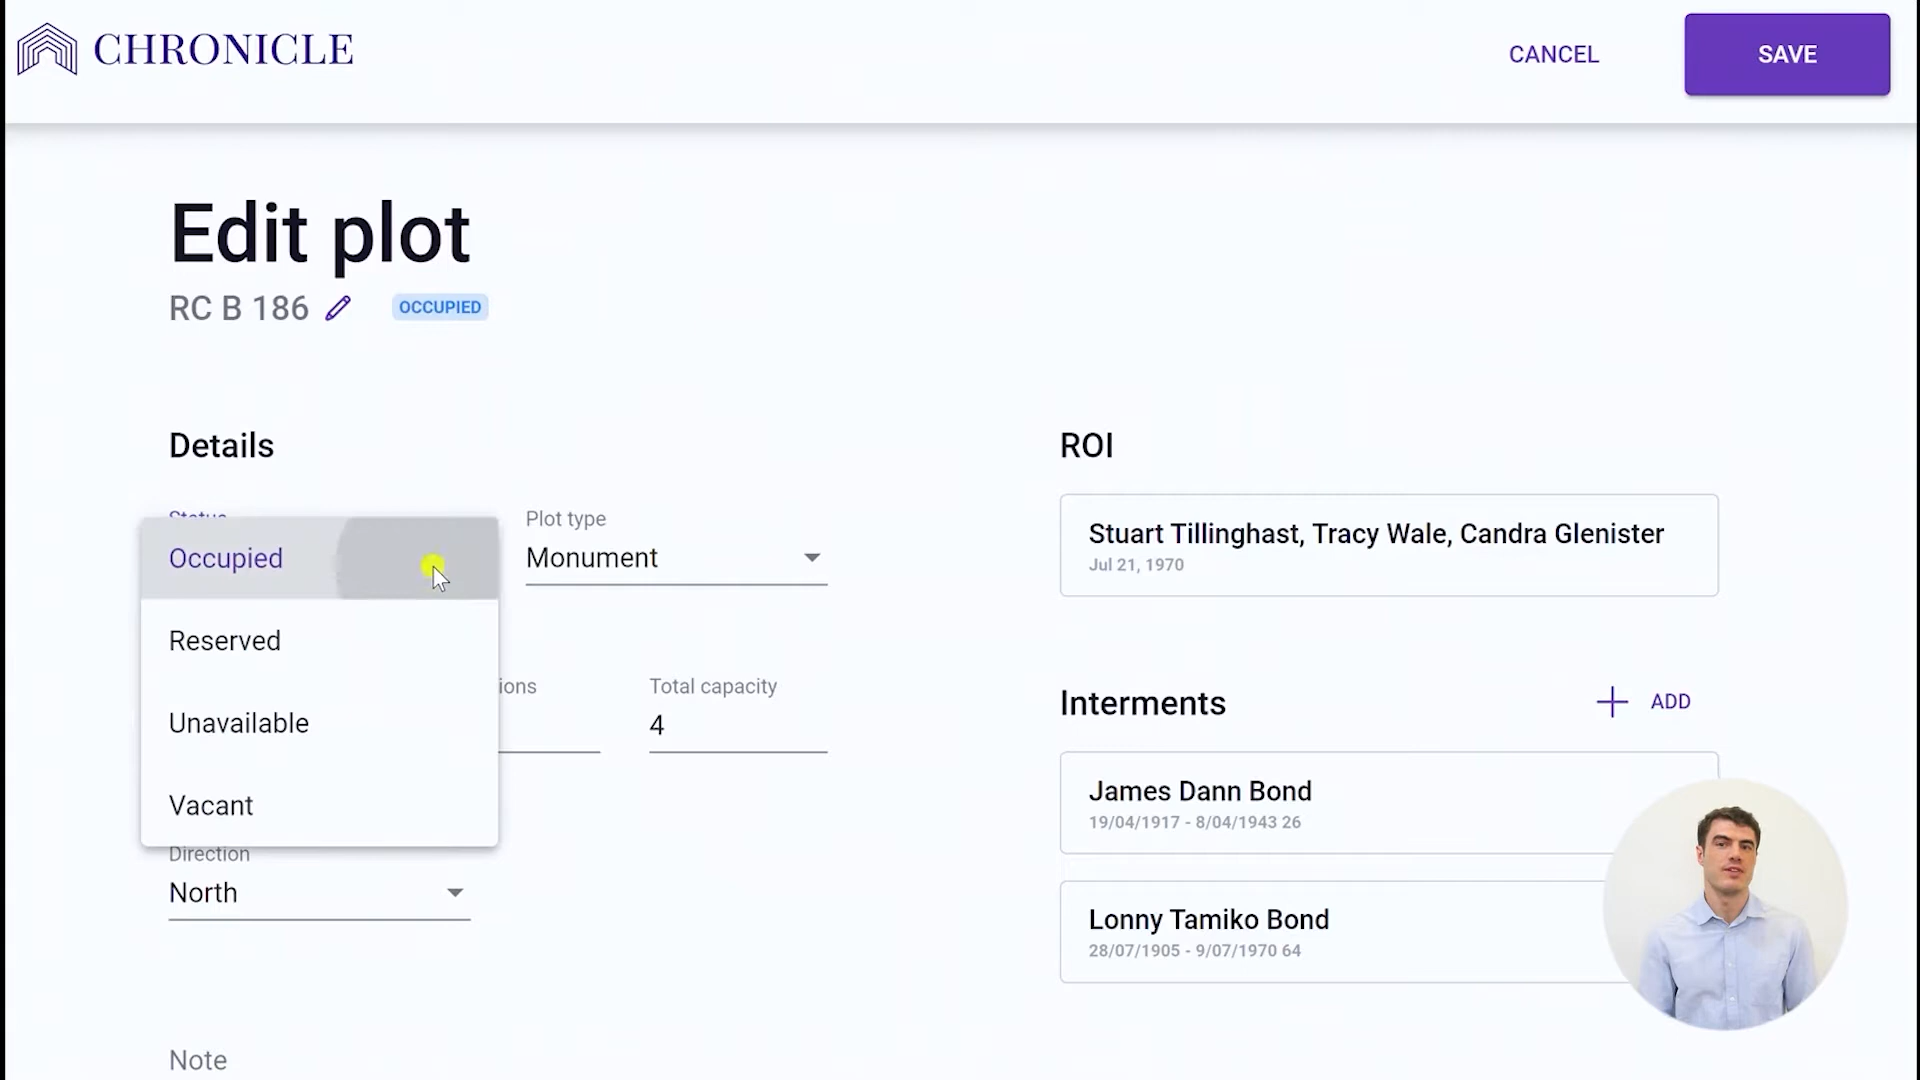 CHRONICLE
CANCEL
SAVE
Edit plot
RC B 186
OCCUPIED
Details
Status
Occupied
Reserved
Unavailable
Vacant
Plot type
Monument
ions
Total capacity
4
Direction
North
Note
ROI
Stuart Tillinghast, Tracy Wale, Candra Glenister
Jul 21, 1970
Interments
ADD
James Dann Bond
19/04/1917 - 8/04/1943 26
Lonny Tamiko Bond
28/07/1905 - 9/07/1970 64